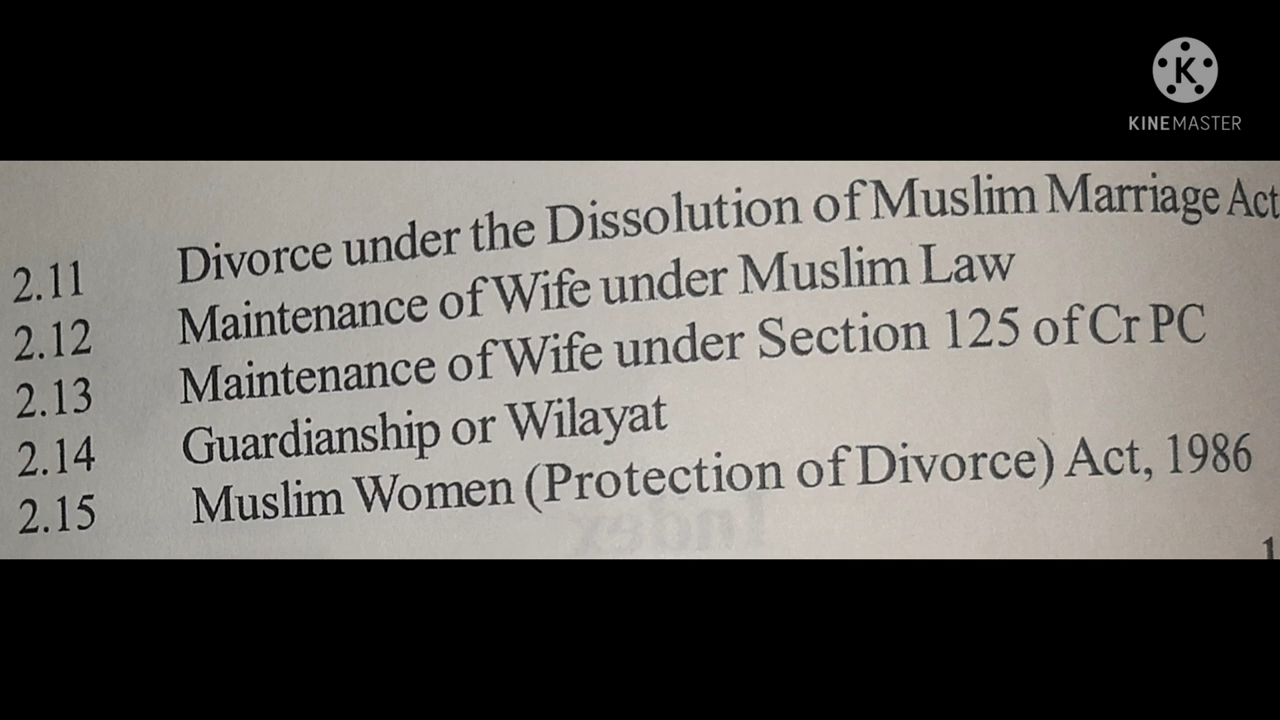 K
KINEMASTER
2.11 Divorce under the Dissolution of Muslim Marriage Act
2.12 Maintenance of Wife under Muslim Law
2.13 Maintenance of Wife under Section 125 of Cr PC
2.14 Guardianship or Wilayat
2.15 Muslim Women (Protection of Divorce) Act, 1986
Index
1